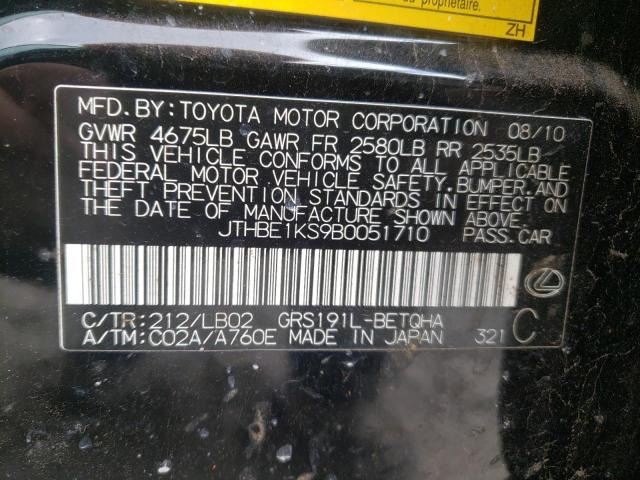 du propriétaire.
ZH
MFD. BY: TOYOTA MOTOR CORPORATION 08/10
GVWR 4675LB GAWR FR 2580LB RR 2535LB
THIS VEHICLE CONFORMS TO ALL APPLICABLE
FEDERAL MOTOR VEHICLE SAFETY, BUMPER, AND
THEFT PREVENTION STANDARDS IN EFFECT ON
THE DATE OF MANUFACTURE SHOWN ABOVE.
JTHBE1KS9B0051710 PASS. CAR
C/TR: 212/LB02 GRS191L-BETQHA C
A/TM: C02A/A760E MADE IN JAPAN 321